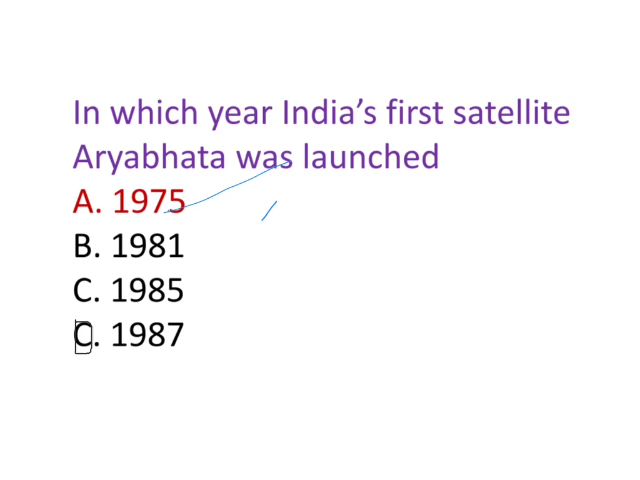 In which year India's first satellite
Aryabhata was launched
A. 1975
B. 1981
C. 1985
C. 1987